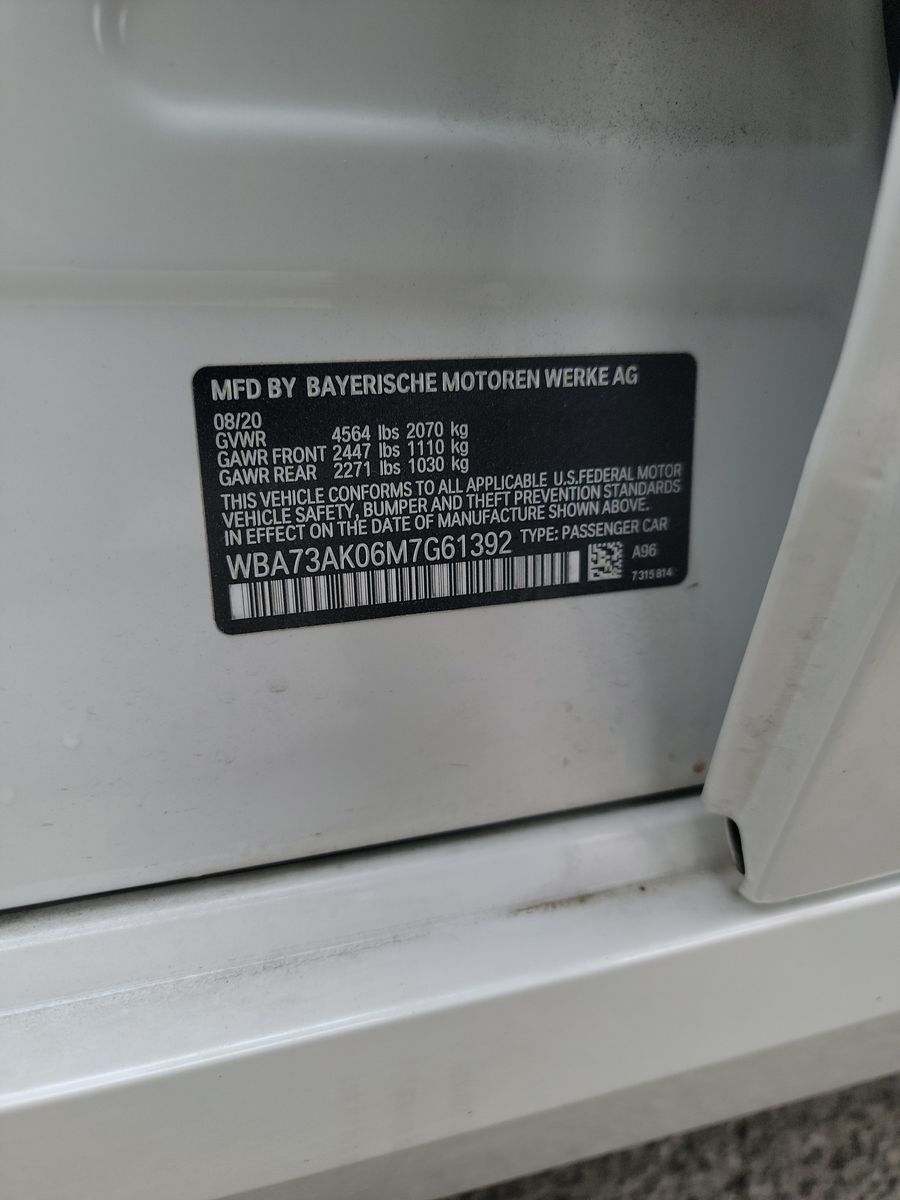 MFD BY BAYERISCHE MOTOREN WERKE AG
08/20
GVWR 4564 lbs 2070 kg
GAWR FRONT 2447 lbs 1110 kg
GAWR REAR 2271 lbs 1030 kg
THIS VEHICLE CONFORMS TO ALL APPLICABLE U.S.FEDERAL MOTOR
VEHICLE SAFETY, BUMPER AND THEFT PREVENTION STANDARDS
IN EFFECT ON THE DATE OF MANUFACTURE SHOWN ABOVE.
WBA73AK06M7G61392 TYPE: PASSENGER CAR
A96
7315814